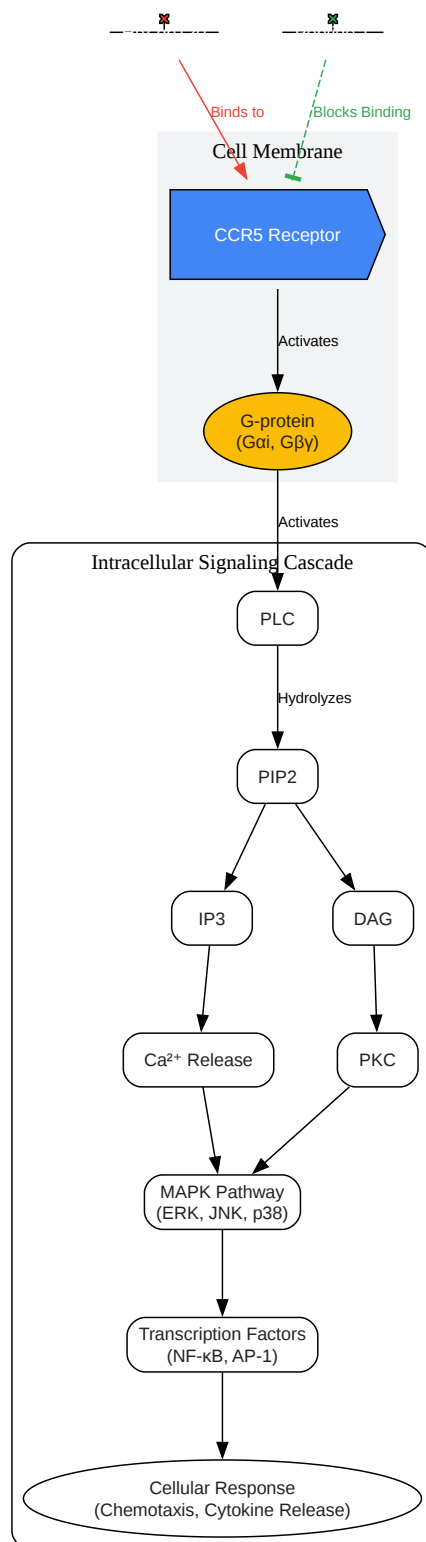 Binds to
Blocks Binding
Cell Membrane
CCR5 Receptor
Activates
G-protein
(Gαi, Gβγ)
Activates
Intracellular Signaling Cascade
PLC
Hydrolyzes
PIP2
IP3
DAG
Ca²⁺ Release
PKC
MAPK Pathway
(ERK, JNK, p38)
Transcription Factors
(NF-κB, AP-1)
Cellular Response
(Chemotaxis, Cytokine Release)